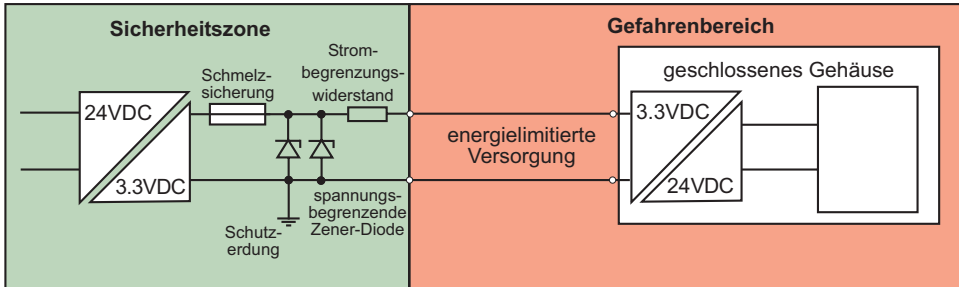 Sicherheitszone
Gefahrenbereich
Strom-
begrenzungs-
widerstand
Schmelz-
sicherung
geschlossenes Gehäuse
24VDC
3.3VDC
energielimitierte
Versorgung
3.3VDC
24VDC
spannungs-
begrenzende
Zener-Diode
Schutz-
erdung